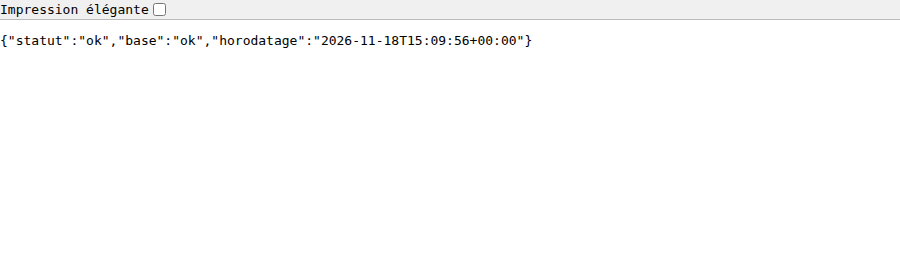 Impression élégante
{"statut":"ok","base":"ok","horodatage":"2026-11-18T15:09:56+00:00"}